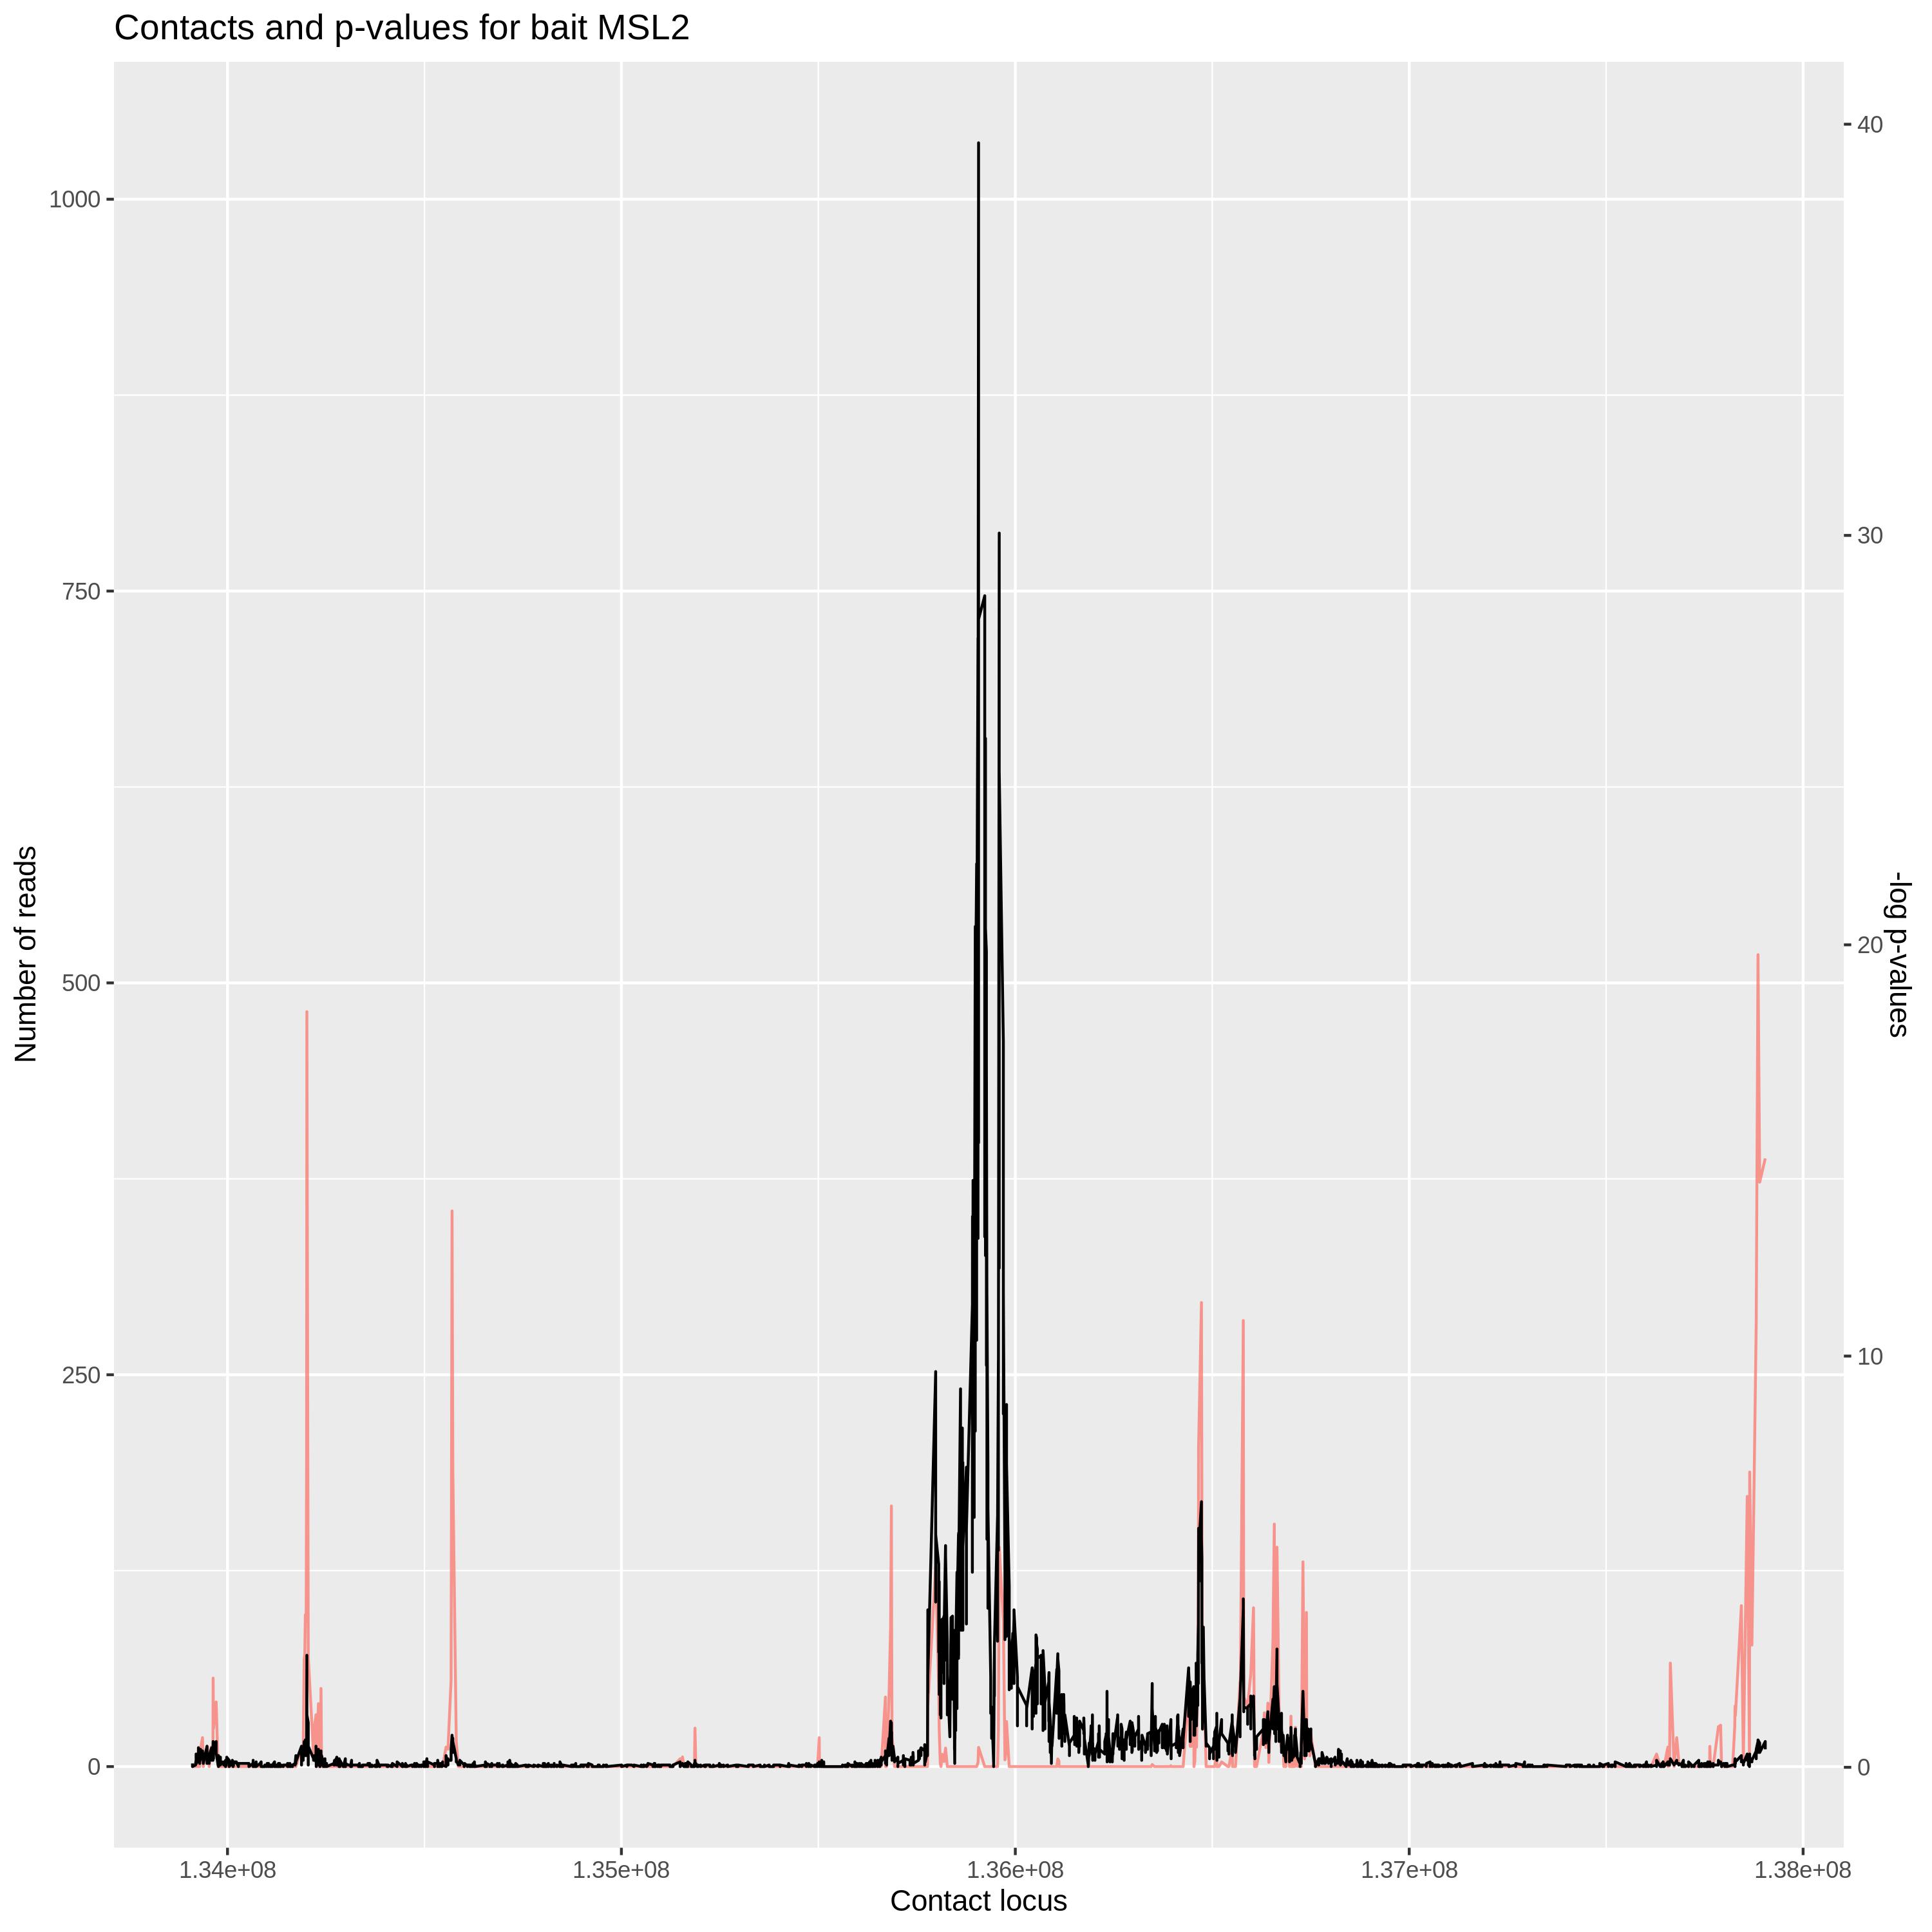 Contacts and p-values for bait MSL2
1000
750
500
250
0
Number of reads
40
30
20
10
0
-log p-values
1.34e+08
1.35e+08
1.36e+08
1.37e+08
1.38e+08
Contact locus